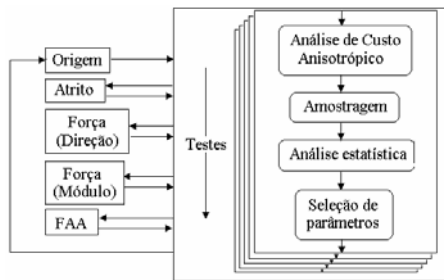 Origem
Atrito
Força
(Direção)
Força
(Módulo)
FAA
Testes
Análise de Custo
Anisotrópico
Amostragem
Análise estatística
Seleção de
parâmetros